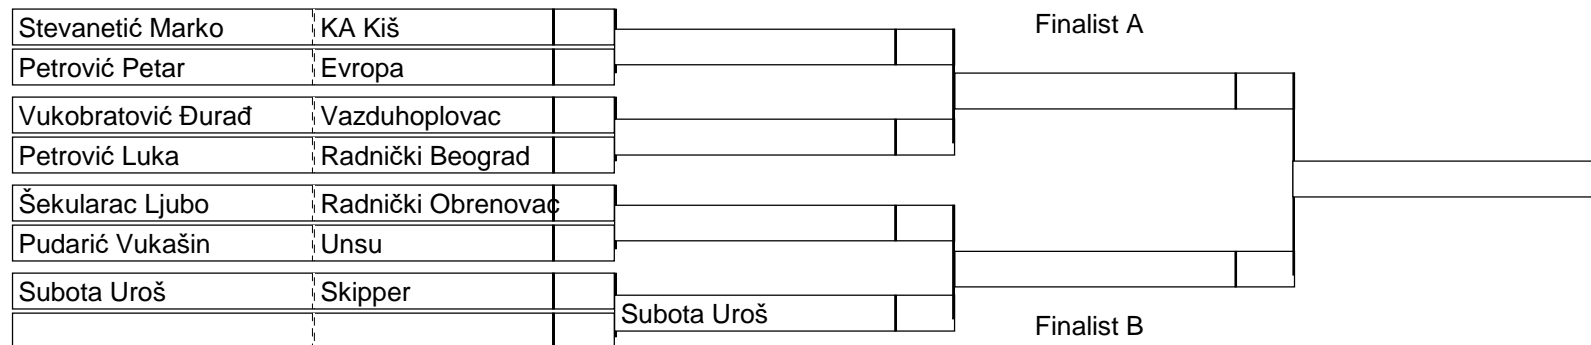 Stevanetić Marko KA Kiš
Finalist A
Petrović Petar Evropa
Vukobratović Đurađ Vazduhoplovac
Petrović Luka Radnički Beograd
Šekularac Ljubo Radnički Obrenovac
Pudarić Vukašin Unsu
Subota Uroš Skipper
Subota Uroš
Finalist B